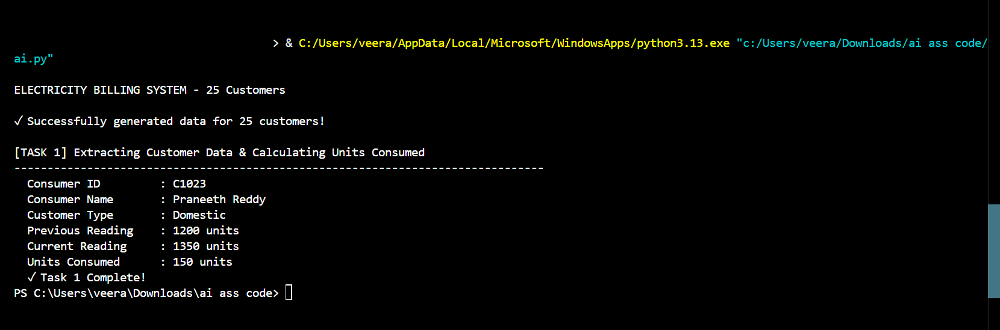 > & C:/Users/veera/AppData/Local/Microsoft/WindowsApps/python3.13.exe "c:/Users/veera/Downloads/ai ass code/
ai.py"
ELECTRICITY BILLING SYSTEM - 25 Customers
✓ Successfully generated data for 25 customers!
[TASK 1] Extracting Customer Data & Calculating Units Consumed
--------------------------------------------------------------------------------
Consumer ID : C1023
Consumer Name : Praneeth Reddy
Customer Type : Domestic
Previous Reading : 1200 units
Current Reading : 1350 units
Units Consumed : 150 units
✓ Task 1 Complete!
PS C:\Users\veera\Downloads\ai ass code>